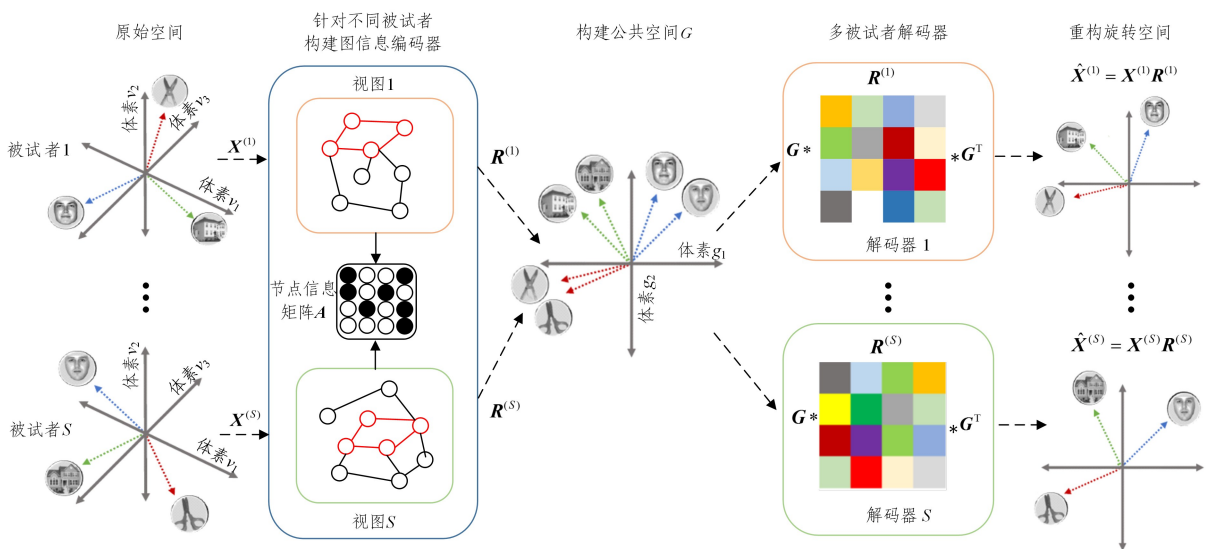 原始空间
针对不同被试者
构建图信息编码器
构建公共空间G
多被试者解码器
重构旋转空间
被试者1
体素v₂
体素v₃
体素v₁
X⁽¹⁾
视图1
节点信息
矩阵A
R⁽¹⁾
体素g₁
体素g₂
R⁽¹⁾
G*
*Gᵀ
解码器 1
X̂⁽¹⁾ = X⁽¹⁾R⁽¹⁾
被试者S
体素v₂
体素v₃
体素v₁
X⁽ˢ⁾
视图S
R⁽ˢ⁾
R⁽ˢ⁾
G*
*Gᵀ
解码器 S
X̂⁽ˢ⁾ = X⁽ˢ⁾R⁽ˢ⁾